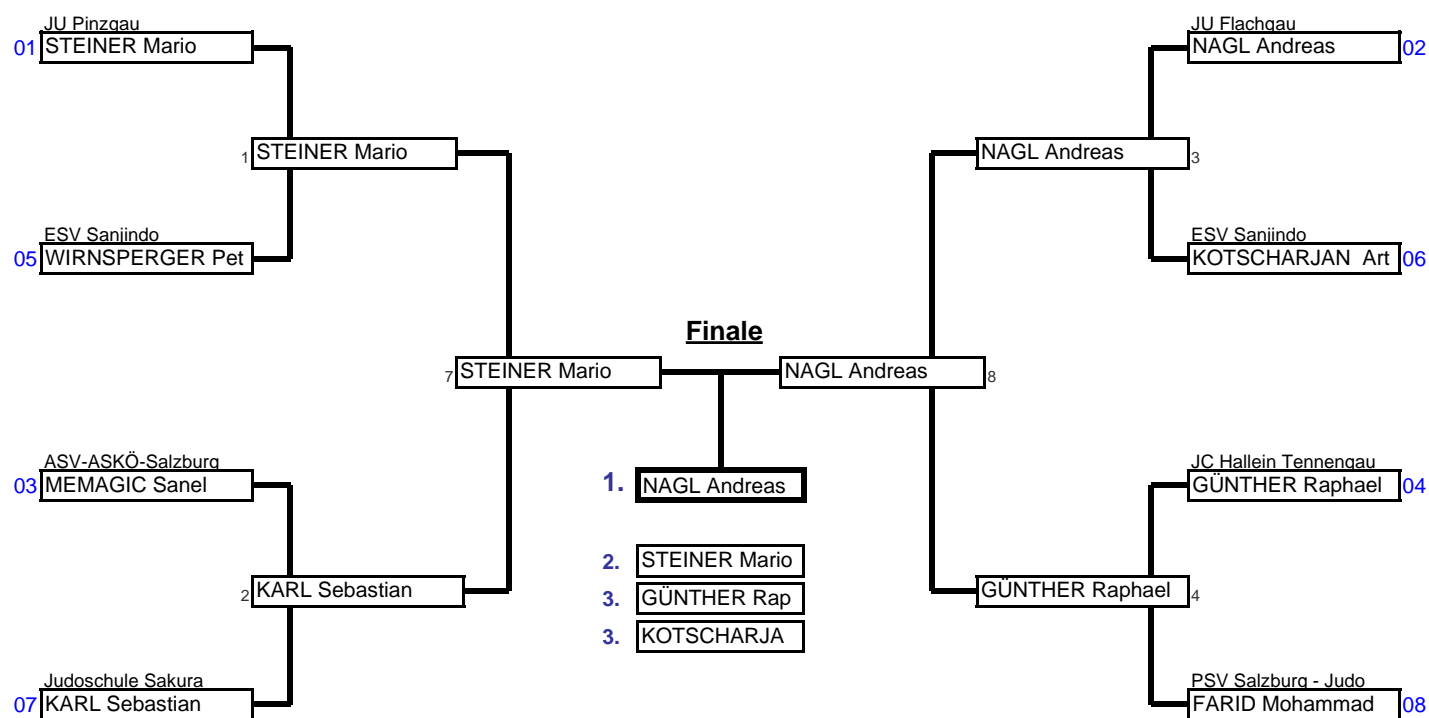 JU Pinzgau
01 STEINER Mario
JU Flachgau
NAGL Andreas 02
1 STEINER Mario
NAGL Andreas 3
ESV Sanjindo
05 WIRNSPERGER Pet
ESV Sanjindo
KOTSCHARJAN  Art 06
Finale
7 STEINER Mario
NAGL Andreas 8
ASV-ASKÖ-Salzburg
03 MEMAGIC Sanel
1. NAGL Andreas
JC Hallein Tennengau
GÜNTHER Raphael 04
2. STEINER Mario
2 KARL Sebastian
3. GÜNTHER Rap
GÜNTHER Raphael 4
3. KOTSCHARJA
Judoschule Sakura
07 KARL Sebastian
PSV Salzburg - Judo
FARID Mohammad 08